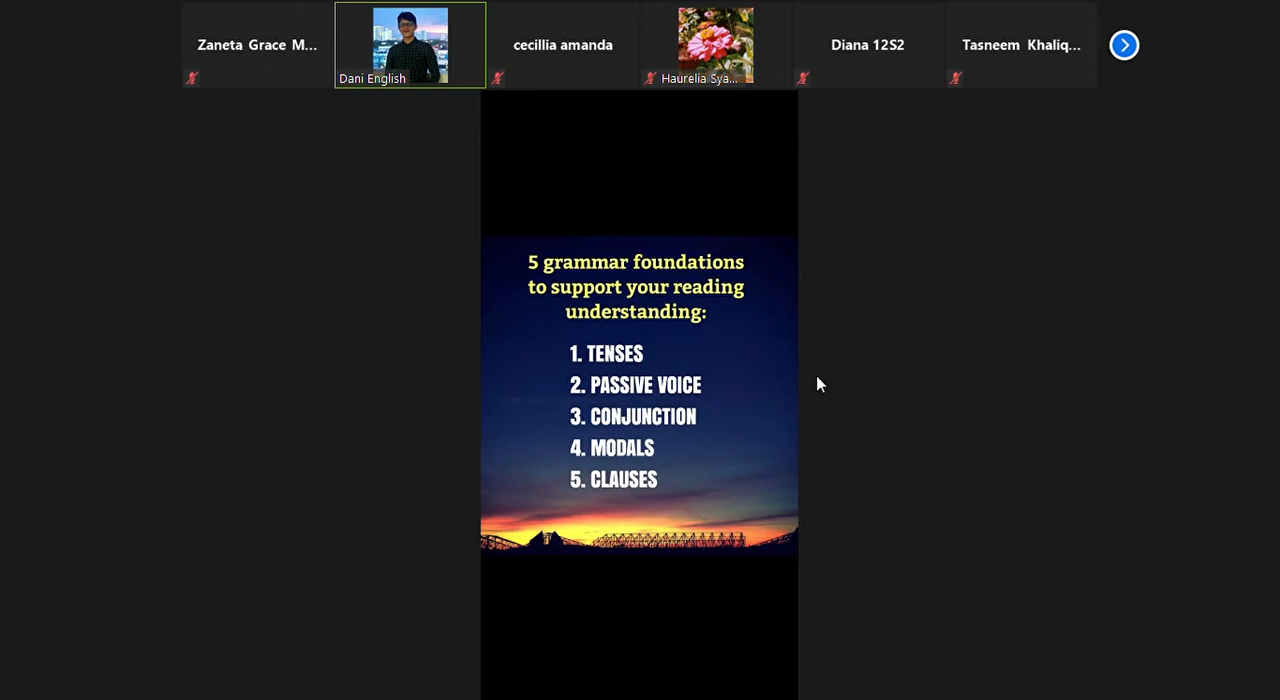 Zaneta Grace M...
Dani English
cecillia amanda
Haurelia Sya...
Diana 12S2
Tasneem Khaliq...
5 grammar foundations
to support your reading
understanding:
1. TENSES
2. PASSIVE VOICE
3. CONJUNCTION
4. MODALS
5. CLAUSES